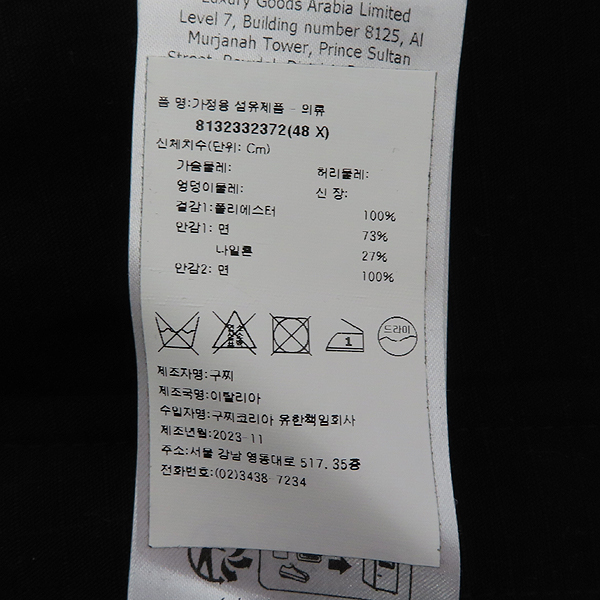 Luxury Goods Arabia Limited
Level 7, Building number 8125, Al
Murjanah Tower, Prince Sultan
품 명:가정용 섬유제품 - 의류
8132332372(48 X)
신체치수(단위: Cm)
가슴둘레: 허리둘레:
엉덩이둘레: 신 장:
겉감1:폴리에스터 100%
안감1: 면 73%
나일론 27%
안감2: 면 100%
염소 표백 1 드라이
제조자명:구찌
제조국명:이탈리아
수입자명:구찌코리아 유한책임회사
제조년월:2023-11
주소:서울 강남 영동대로 517. 35층
전화번호:(02)3438-7234